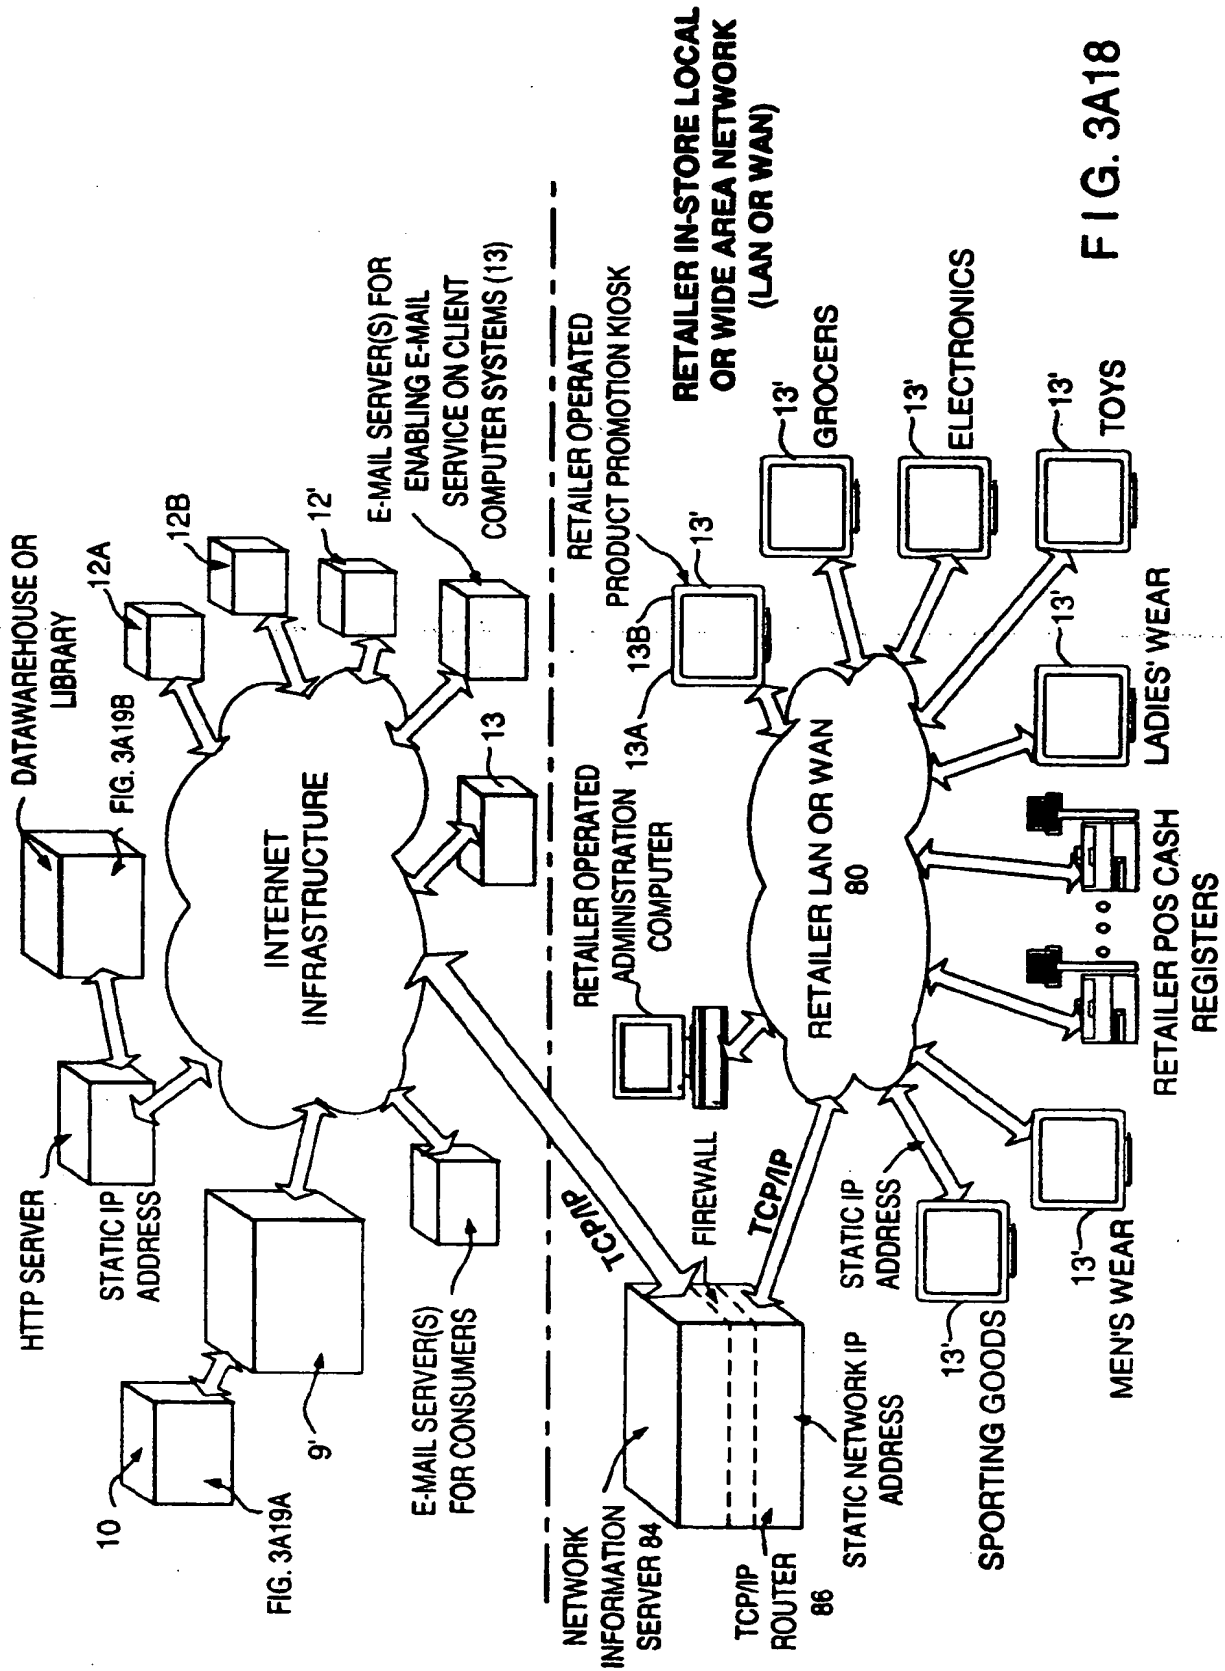 DATAWAREHOUSE OR
LIBRARY
FIG. 3A19B
12A
12B
12'
E-MAIL SERVER(S) FOR
ENABLING E-MAIL
SERVICE ON CLIENT
COMPUTER SYSTEMS (13)
13
HTTP SERVER
STATIC IP
ADDRESS
INTERNET
INFRASTRUCTURE
10
FIG. 3A19A
9'
E-MAIL SERVER(S)
FOR CONSUMERS
TCP/IP
NETWORK
INFORMATION
SERVER 84
TCP/IP
ROUTER
86
FIREWALL
TCP/IP
STATIC NETWORK IP
ADDRESS
RETAILER OPERATED
ADMINISTRATION
COMPUTER
RETAILER OPERATED
PRODUCT PROMOTION KIOSK
13A
13B
13'
RETAILER IN-STORE LOCAL
OR WIDE AREA NETWORK
(LAN OR WAN)
RETAILER LAN OR WAN
80
STATIC IP
ADDRESS
13'
SPORTING GOODS
13'
MEN'S WEAR
RETAILER POS CASH
REGISTERS
13'
LADIES' WEAR
13'
TOYS
13'
ELECTRONICS
13'
GROCERS
FIG. 3A18